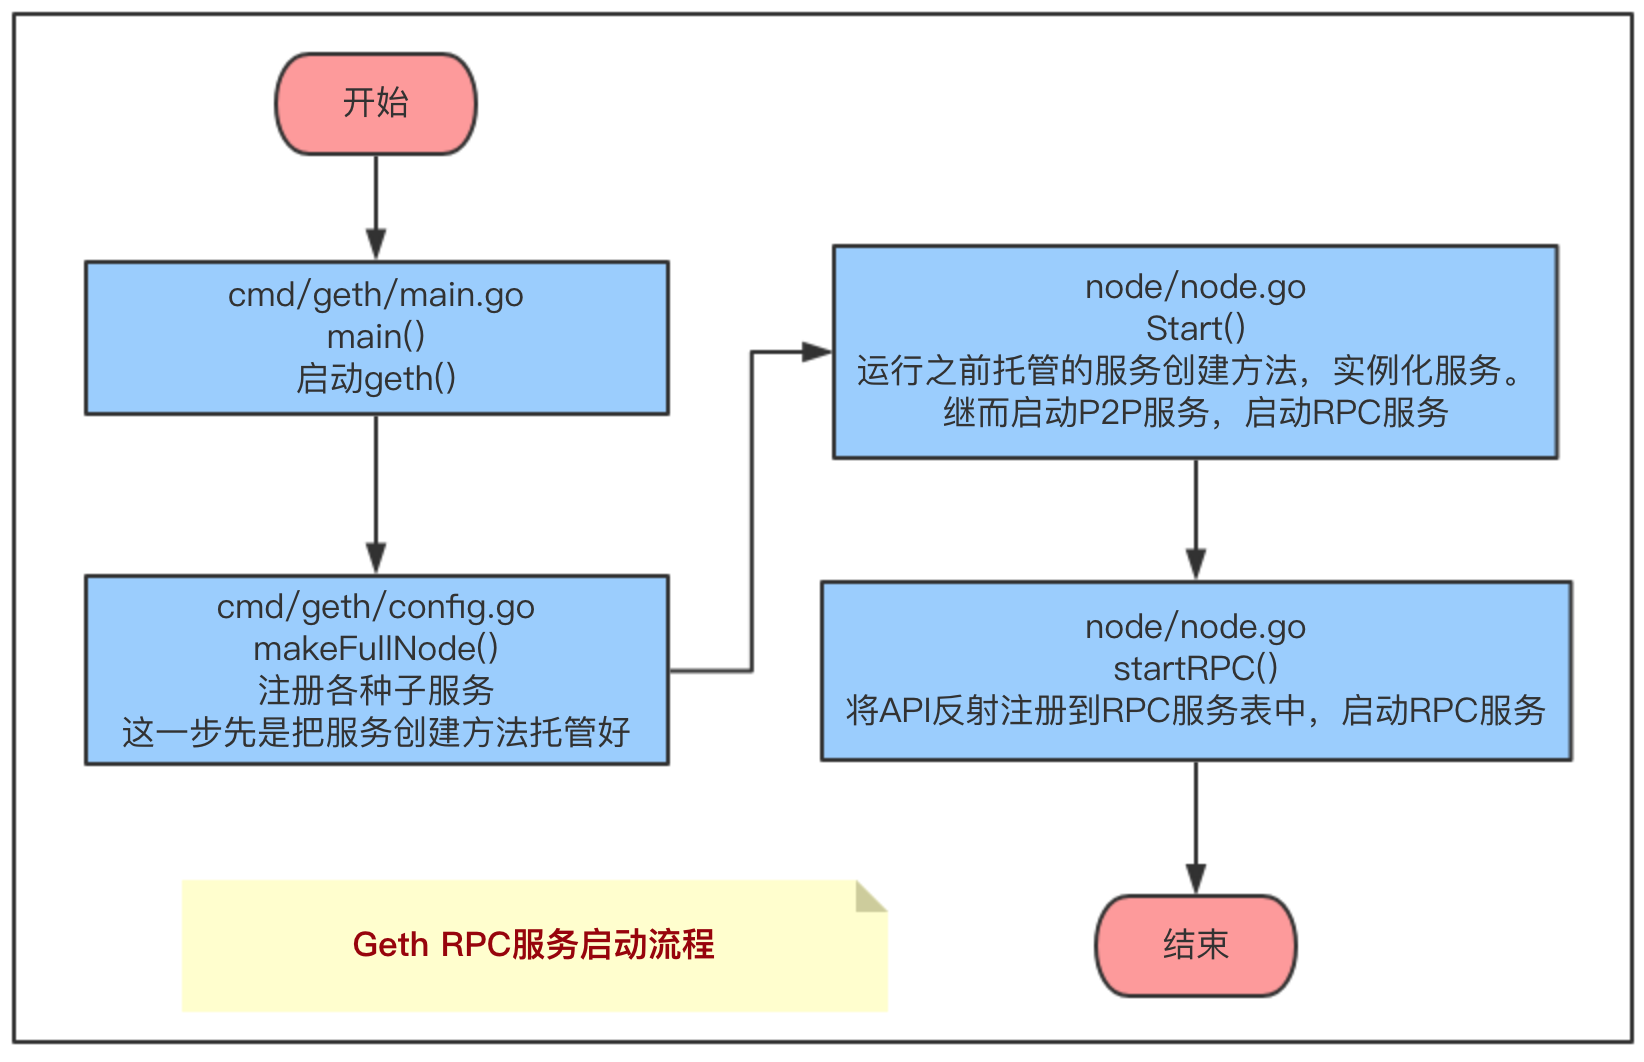 开始
cmd/geth/main.go
main()
启动geth()
cmd/geth/config.go
makeFullNode()
注册各种子服务
这一步先是把服务创建方法托管好
node/node.go
Start()
运行之前托管的服务创建方法，实例化服务。
继而启动P2P服务，启动RPC服务
node/node.go
startRPC()
将API反射注册到RPC服务表中，启动RPC服务
结束
Geth RPC服务启动流程